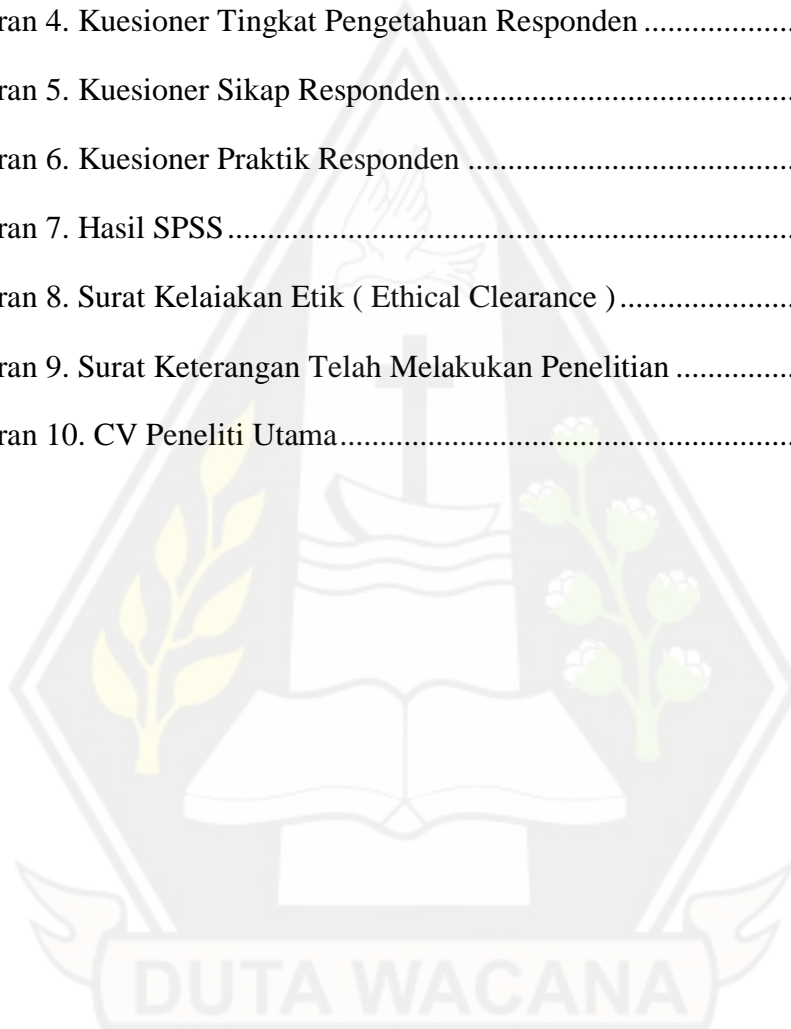 ran 4. Kuesioner Tingkat Pengetahuan Responden ..................
ran 5. Kuesioner Sikap Responden.........................................
ran 6. Kuesioner Praktik Responden ......................................
ran 7. Hasil SPSS.....................................................................
ran 8. Surat Kelaiakan Etik ( Ethical Clearance )....................
ran 9. Surat Keterangan Telah Melakukan Penelitian ..............
ran 10. CV Peneliti Utama.......................................................
DUTA WACANA